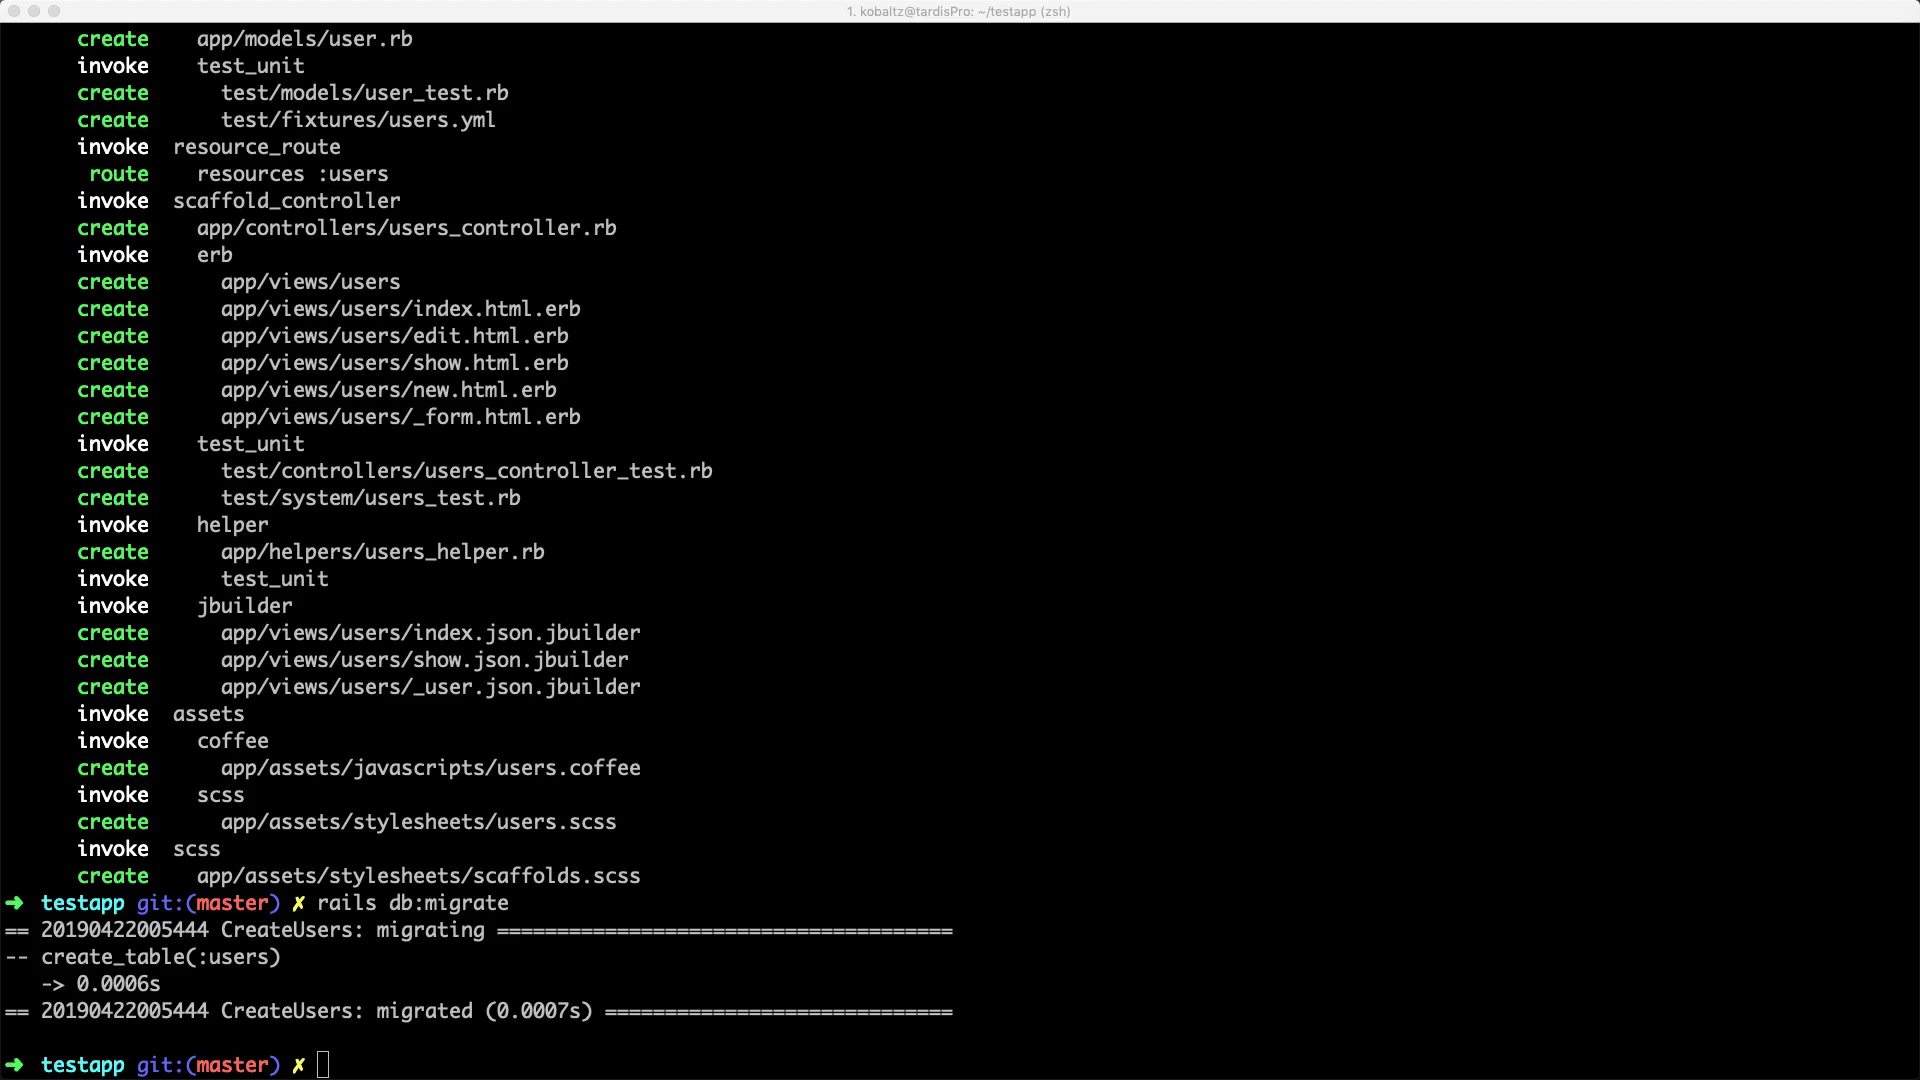 1. kobaltz@tardisPro: ~/testapp (zsh)
create    app/models/user.rb
invoke    test_unit
create      test/models/user_test.rb
create      test/fixtures/users.yml
invoke  resource_route
route    resources :users
invoke  scaffold_controller
create    app/controllers/users_controller.rb
invoke    erb
create      app/views/users
create      app/views/users/index.html.erb
create      app/views/users/edit.html.erb
create      app/views/users/show.html.erb
create      app/views/users/new.html.erb
create      app/views/users/_form.html.erb
invoke    test_unit
create      test/controllers/users_controller_test.rb
create      test/system/users_test.rb
invoke    helper
create      app/helpers/users_helper.rb
invoke      test_unit
invoke    jbuilder
create      app/views/users/index.json.jbuilder
create      app/views/users/show.json.jbuilder
create      app/views/users/_user.json.jbuilder
invoke  assets
invoke    coffee
create      app/assets/javascripts/users.coffee
invoke    scss
create      app/assets/stylesheets/users.scss
invoke  scss
create    app/assets/stylesheets/scaffolds.scss
➜  testapp git:(master) ✗ rails db:migrate
== 20190422005444 CreateUsers: migrating ======================================
-- create_table(:users)
   -> 0.0006s
== 20190422005444 CreateUsers: migrated (0.0007s) =============================
➜  testapp git:(master) ✗